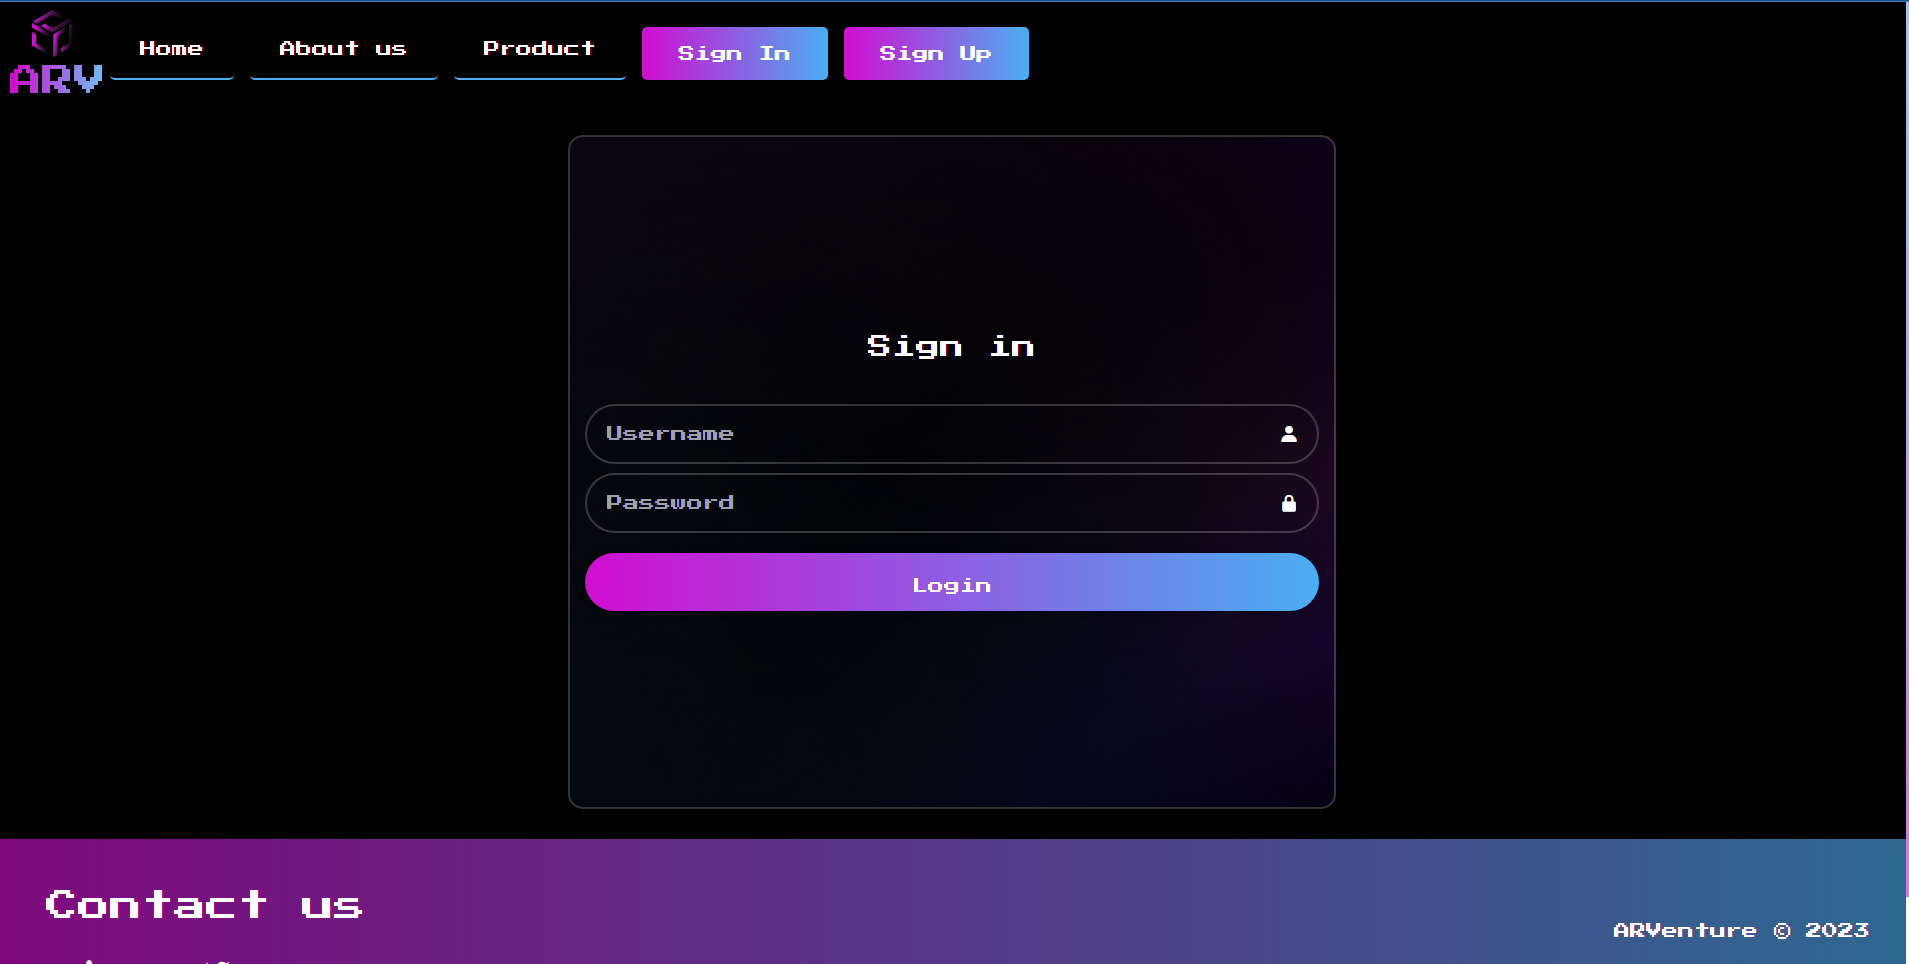 ARV
Home
About us
Product
Sign In
Sign Up
Sign in
Username
Password
Login
Contact us
ARVenture © 2023